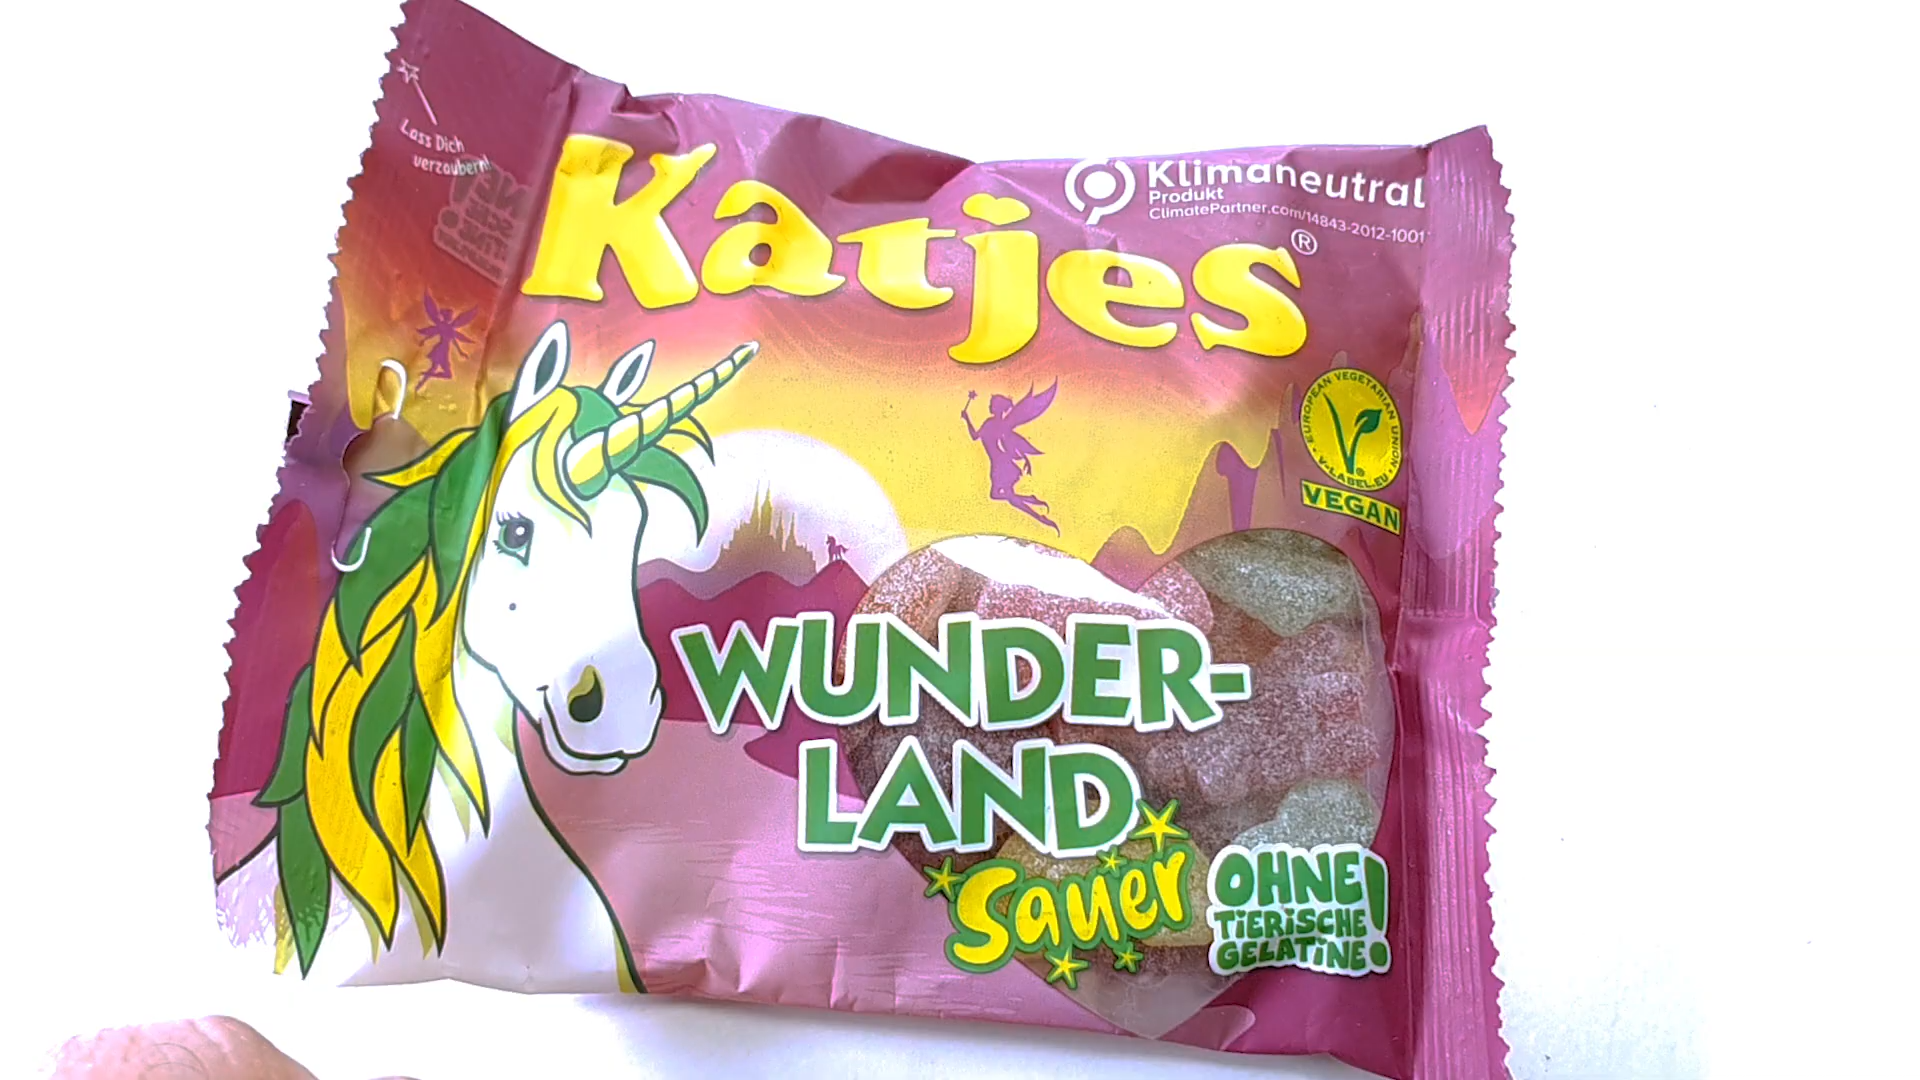 Lass Dich
verzaubern!
Katjes®
Klimaneutral
Produkt
ClimatePartner.com/14843-2012-1001
EUROPEAN VEGETARIAN UNION
V-LABEL.EU
VEGAN
WUNDER-
LAND
Sauer
OHNE
TiERiSCHE
GELATiNE!